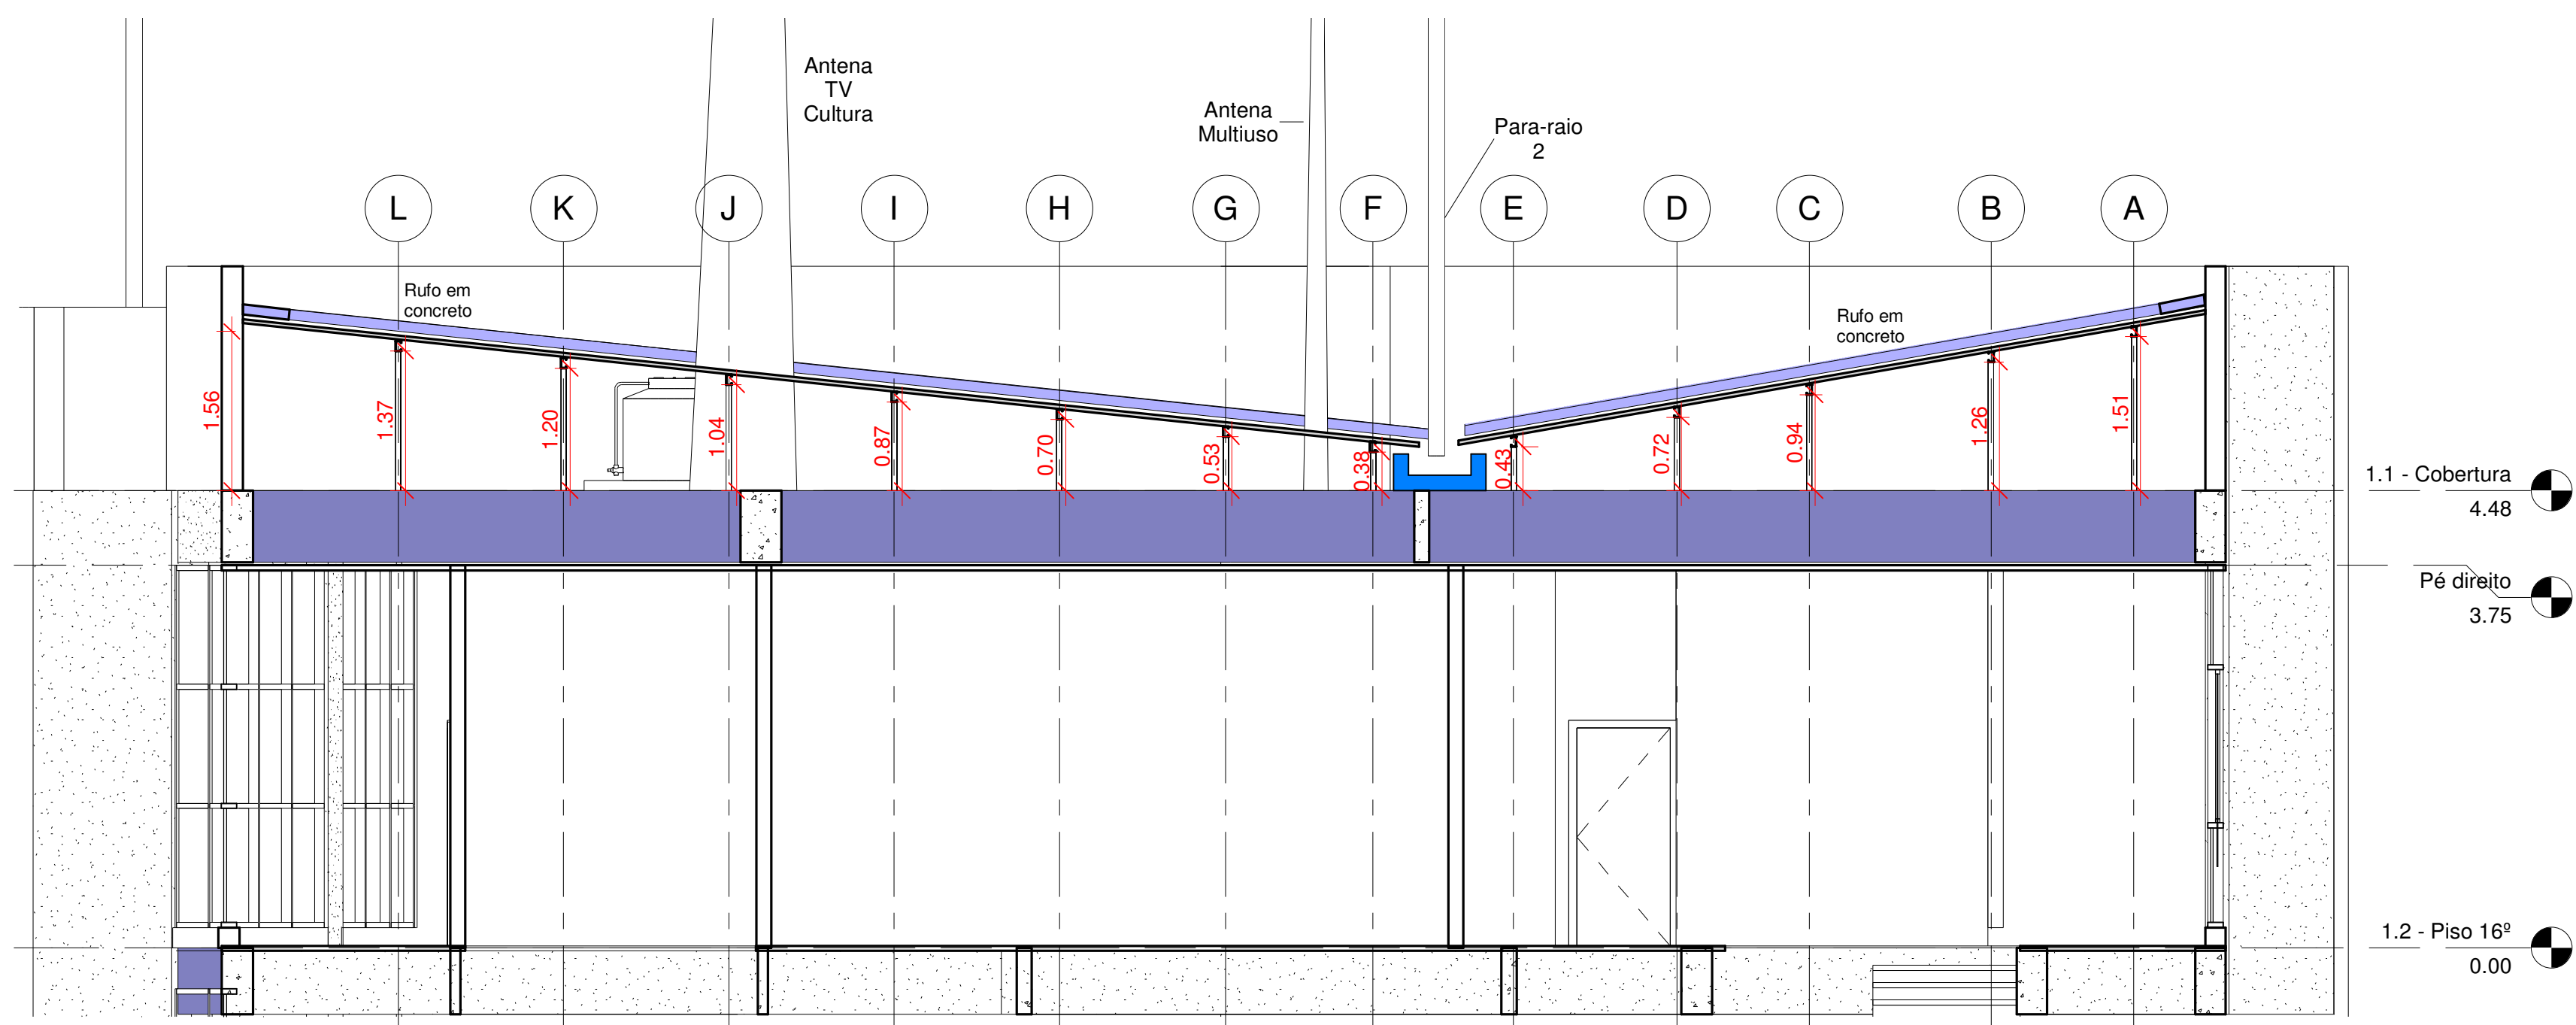 Antena
TV
Cultura
Antena
Multiuso
Para-raio
2
L
K
J
I
H
G
F
E
D
C
B
A
Rufo em
concreto
Rufo em
concreto
1.56
1.37
1.20
1.04
0.87
0.70
0.53
0.38
0.43
0.72
0.94
1.26
1.51
1.1 - Cobertura
4.48
Pé direito
3.75
1.2 - Piso 16º
0.00